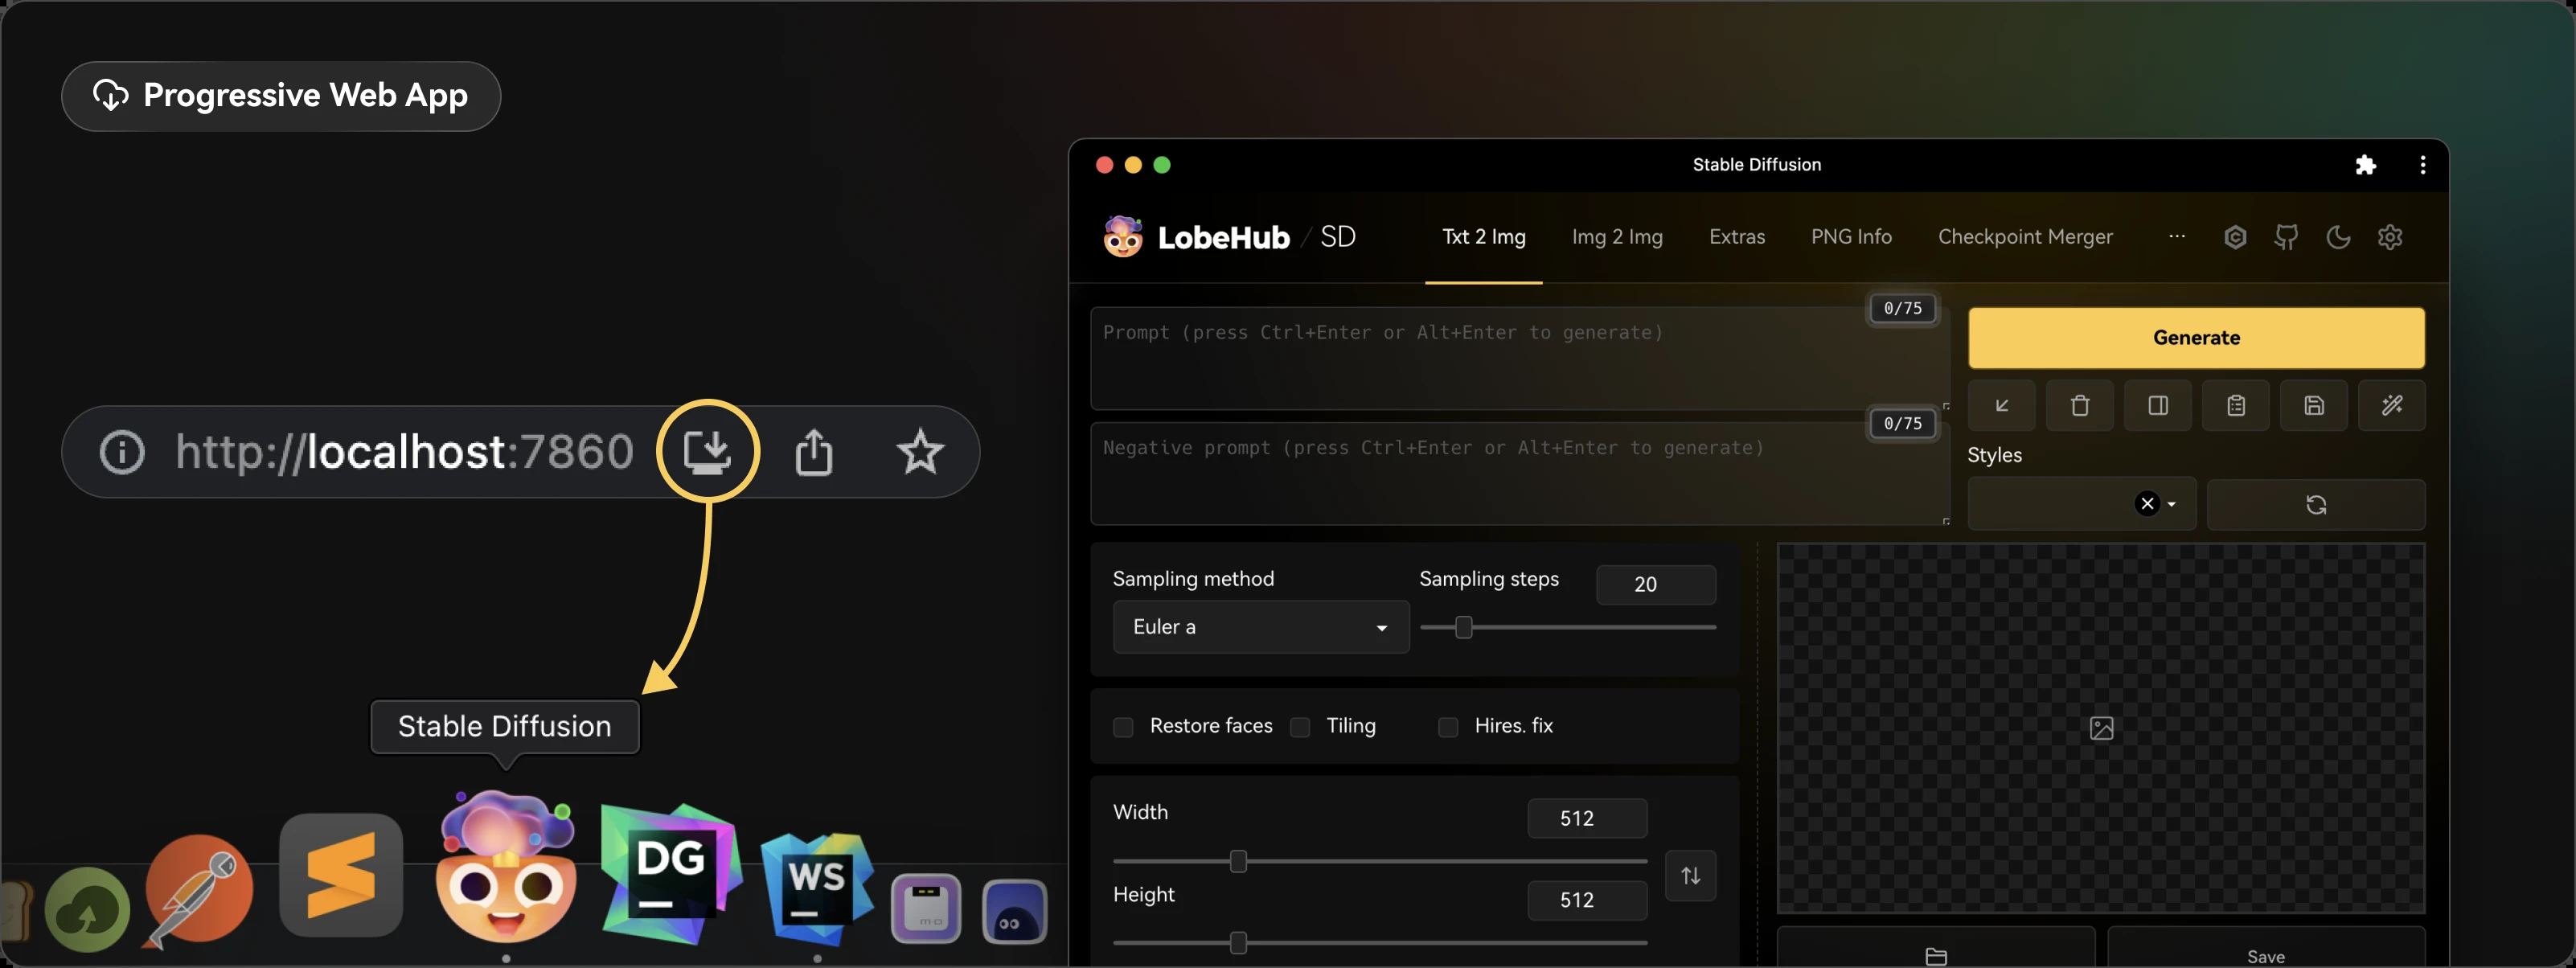 Progressive Web App
http://localhost:7860
Stable Diffusion
DG
WS
mo
Stable Diffusion
LobeHub / SD
Txt 2 Img
Img 2 Img
Extras
PNG Info
Checkpoint Merger
...
0/75
Prompt (press Ctrl+Enter or Alt+Enter to generate)
Generate
0/75
Negative prompt (press Ctrl+Enter or Alt+Enter to generate)
Styles
Sampling method
Sampling steps
20
Euler a
Restore faces
Tiling
Hires. fix
Width
512
Height
512
Save